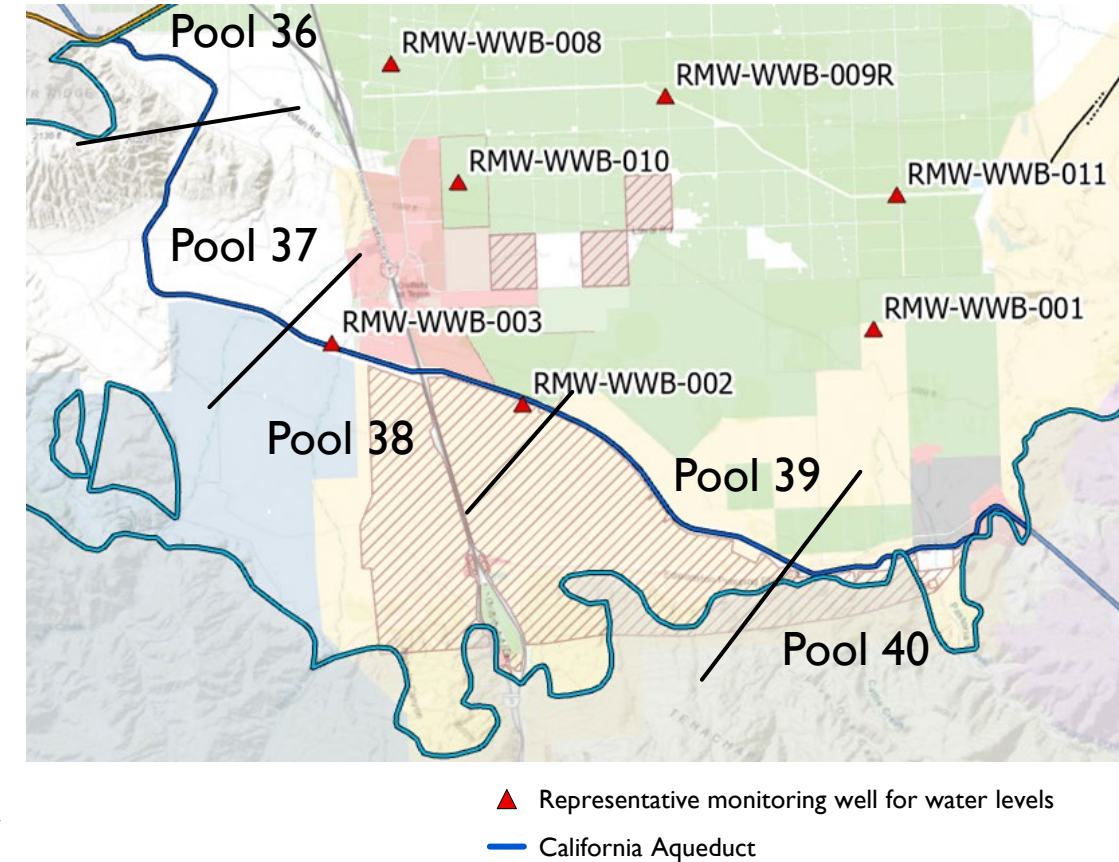 Pool 36
RMW-WWB-008
RMW-WWB-009R
RMW-WWB-010
RMW-WWB-011
Pool 37
RMW-WWB-003
RMW-WWB-001
RMW-WWB-002
Pool 38
Pool 39
Pool 40
Representative monitoring well for water levels
California Aqueduct